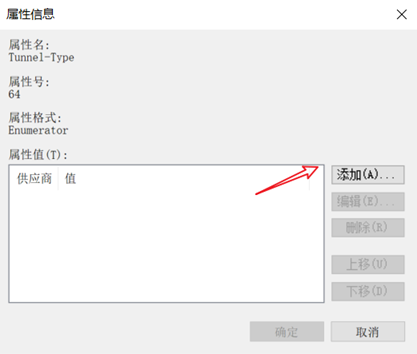 属性信息
属性名:
Tunnel-Type
属性号:
64
属性格式:
Enumerator
属性值(T):
供应商 值
添加(A)...
编辑(E)...
删除(R)
上移(U)
下移(D)
确定
取消